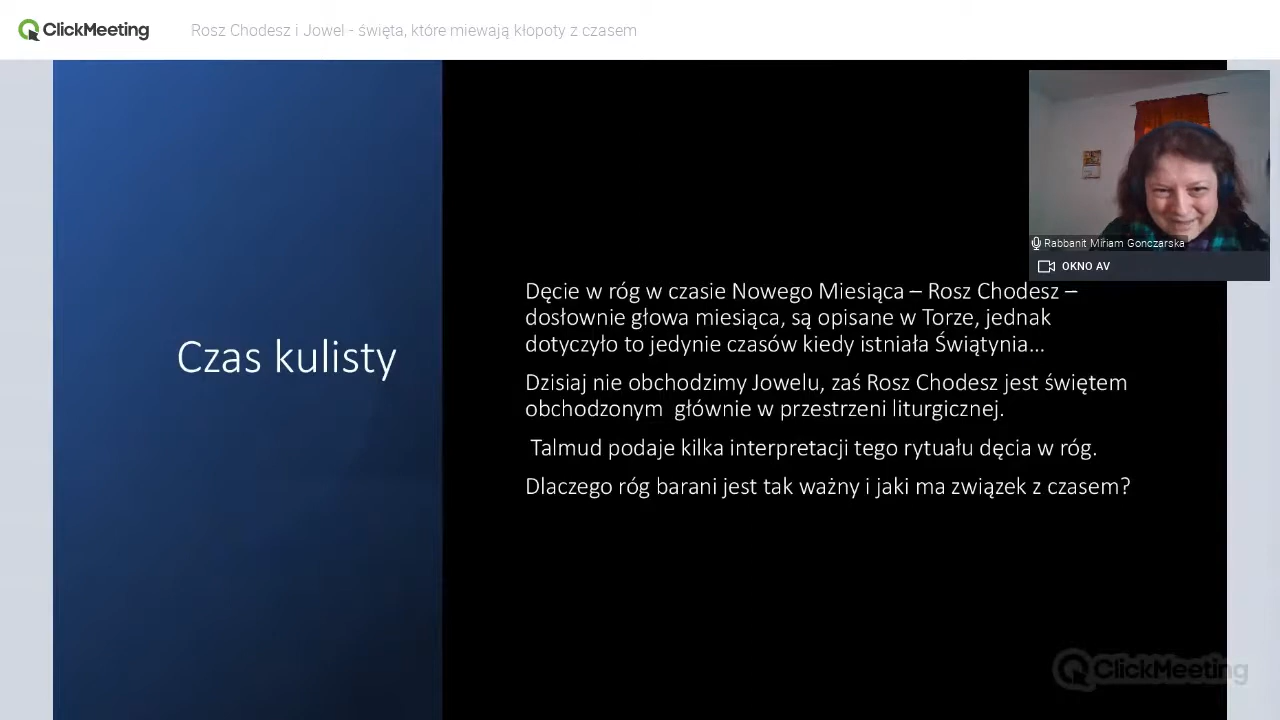 ClickMeeting
Rosz Chodesz i Jowel - święta, które miewają kłopoty z czasem
Rabbanit Miriam Gonczarska
OKNO AV
Czas kulisty
Dęcie w róg w czasie Nowego Miesiąca – Rosz Chodesz –
dosłownie głowa miesiąca, są opisane w Torze, jednak
dotyczyło to jedynie czasów kiedy istniała Świątynia...
Dzisiaj nie obchodzimy Jowelu, zaś Rosz Chodesz jest świętem
obchodzonym głównie w przestrzeni liturgicznej.
Talmud podaje kilka interpretacji tego rytuału dęcia w róg.
Dlaczego róg barani jest tak ważny i jaki ma związek z czasem?
ClickMeeting